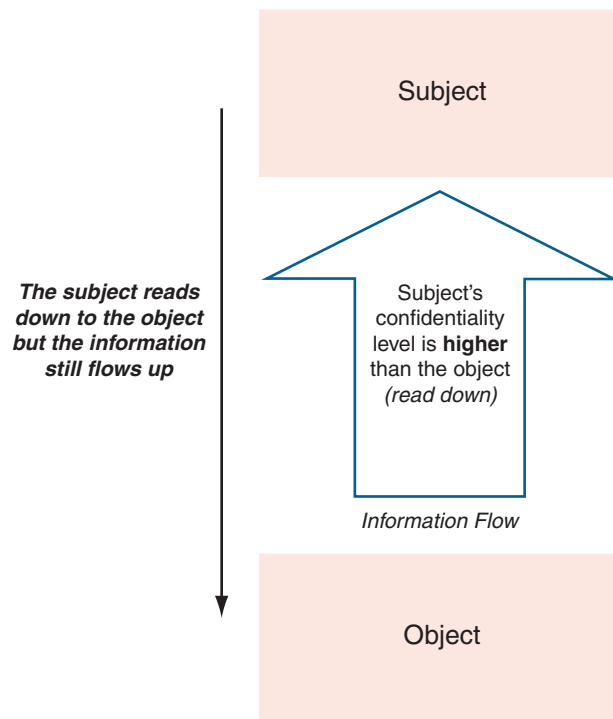 Subject
The subject reads
down to the object
but the information
still flows up
Subject's
confidentiality
level is higher
than the object
(read down)
Information Flow
Object